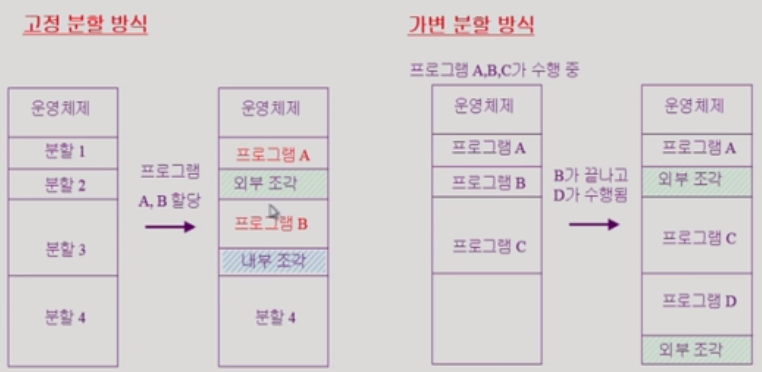 고정 분할 방식
운영체제
분할 1
분할 2
분할 3
분할 4
프로그램
A, B 할당
운영체제
프로그램 A
외부 조각
프로그램 B
내부 조각
분할 4
가변 분할 방식
프로그램 A,B,C가 수행 중
운영체제
프로그램 A
프로그램 B
프로그램 C
B가 끝나고
D가 수행됨
운영체제
프로그램 A
외부 조각
프로그램 C
프로그램 D
외부 조각